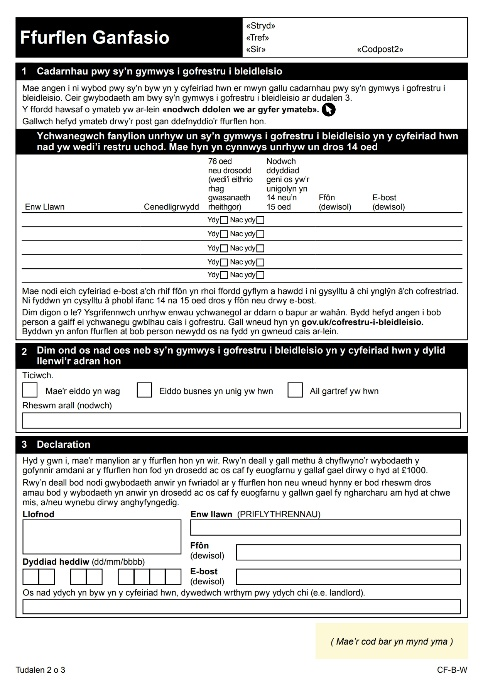 Ffurflen Ganfasio
«Stryd»
«Tref»
«Sir» «Codpost2»
1 Cadarnhau pwy sy'n gymwys i gofrestru i bleidleisio
Mae angen i ni wybod pwy sy'n byw yn y cyfeiriad hwn er mwyn gallu cadarnhau pwy sy'n gymwys i gofrestru i
bleidleisio. Ceir gwybodaeth am bwy sy'n gymwys i gofrestru i bleidleisio ar dudalen 3.
Y ffordd hawsaf o ymateb yw ar-lein «nodwch ddolen we ar gyfer ymateb».
Gallwch hefyd ymateb drwy'r post gan ddefnyddio'r ffurflen hon.
Ychwanegwch fanylion unrhyw un sy'n gymwys i gofrestru i bleidleisio yn y cyfeiriad hwn
nad yw wedi'i restru uchod. Mae hyn yn cynnwys unrhyw un dros 14 oed
Enw Llawn
Cenedligrwydd
76 oed
neu drosodd
(wedi'i eithrio
rhag
gwasanaeth
rheithgor)
Nodwch
ddyddiad
geni os yw'r
unigolyn yn
14 neu'n
15 oed
Ffôn
(dewisol)
E-bost
(dewisol)
Ydy Nac ydy
Ydy Nac ydy
Ydy Nac ydy
Ydy Nac ydy
Ydy Nac ydy
Mae nodi eich cyfeiriad e-bost a'ch rhif ffôn yn rhoi ffordd gyflym a hawdd i ni gysylltu â chi ynglŷn â'ch cofrestriad.
Ni fyddwn yn cysylltu â phobl ifanc 14 na 15 oed dros y ffôn neu drwy e-bost.
Dim digon o le? Ysgrifennwch unrhyw enwau ychwanegol ar ddarn o bapur ar wahân. Bydd hefyd angen i bob
person a gaiff ei ychwanegu gwblhau cais i gofrestru. Gall wneud hyn yn gov.uk/cofrestru-i-bleidleisio.
Byddwn yn anfon ffurflen at bob person newydd os na fydd yn gwneud cais ar-lein.
2 Dim ond os nad oes neb sy'n gymwys i gofrestru i bleidleisio yn y cyfeiriad hwn y dylid
llenwi'r adran hon
Ticiwch.
Mae'r eiddo yn wag Eiddo busnes yn unig yw hwn Ail gartref yw hwn
Rheswm arall (nodwch)
3 Declaration
Hyd y gwn i, mae'r manylion ar y ffurflen hon yn wir. Rwy'n deall y gall methu â chyflwyno'r wybodaeth y
gofynnir amdani ar y ffurflen hon fod yn drosedd ac os caf fy euogfarnu y gallaf gael dirwy o hyd at £1000.
Rwy'n deall bod nodi gwybodaeth anwir yn fwriadol ar y ffurflen hon neu wneud hynny er bod rheswm dros
amau bod y wybodaeth yn anwir yn drosedd ac os caf fy euogfarnu y gallwn gael fy ngharcharu am hyd at chwe
mis, a/neu wynebu dirwy anghyfyngedig.
Llofnod
Enw llawn (PRIFLYTHRENNAU)
Ffôn
(dewisol)
Dyddiad heddiw (dd/mm/bbbb)
E-bost
(dewisol)
Os nad ydych yn byw yn y cyfeiriad hwn, dywedwch wrthym pwy ydych chi (e.e. landlord).
( Mae'r cod bar yn mynd yma )
Tudalen 2 o 3
CF-B-W